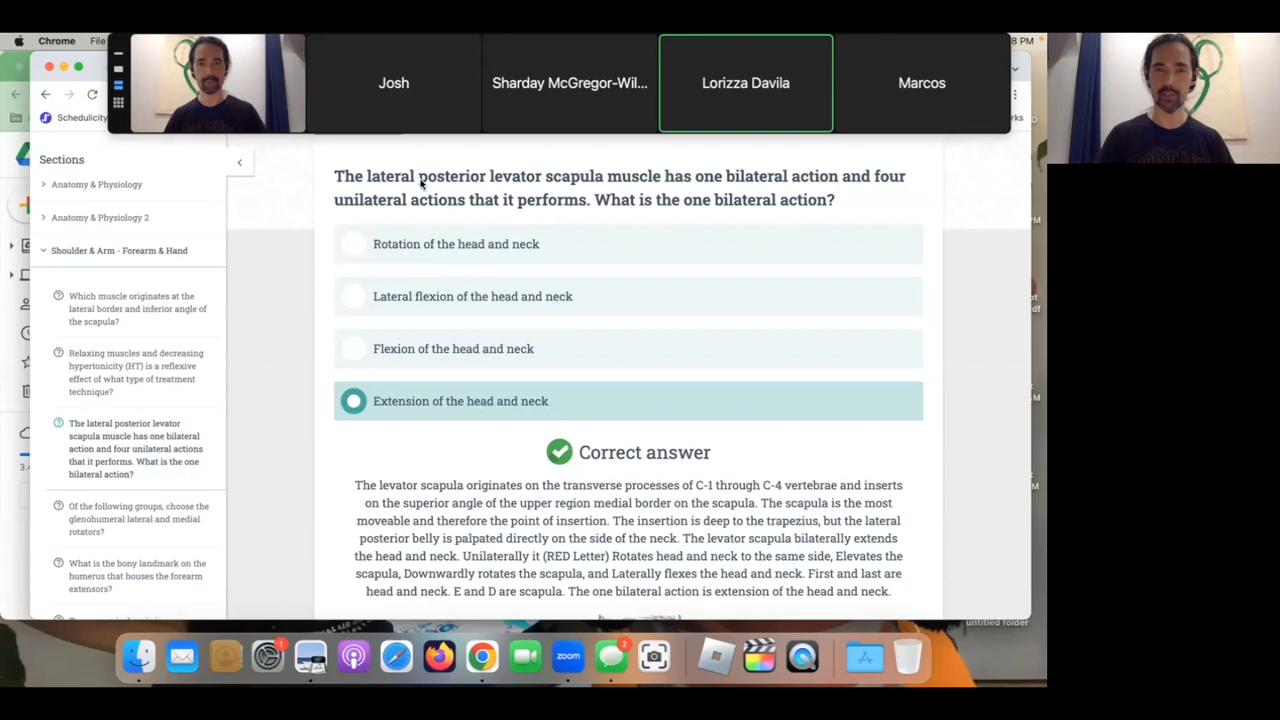 Chrome File
8 PM
Josh
Sharday McGregor-Wil...
Lorizza Davila
Marcos
Schedulicity
rks
Sections
Anatomy & Physiology
Anatomy & Physiology 2
Shoulder & Arm - Forearm & Hand
Which muscle originates at the
lateral border and inferior angle of
the scapula?
Relaxing muscles and decreasing
hypertonicity (HT) is a reflexive
effect of what type of treatment
technique?
The lateral posterior levator
scapula muscle has one bilateral
action and four unilateral actions
that it performs. What is the one
bilateral action?
Of the following groups, choose the
glenohumeral lateral and medial
rotators?
What is the bony landmark on the
humerus that houses the forearm
extensors?
The lateral posterior levator scapula muscle has one bilateral action and four
unilateral actions that it performs. What is the one bilateral action?
Rotation of the head and neck
Lateral flexion of the head and neck
Flexion of the head and neck
Extension of the head and neck
Correct answer
The levator scapula originates on the transverse processes of C-1 through C-4 vertebrae and inserts
on the superior angle of the upper region medial border on the scapula. The scapula is the most
moveable and therefore the point of insertion. The insertion is deep to the trapezius, but the lateral
posterior belly is palpated directly on the side of the neck. The levator scapula bilaterally extends
the head and neck. Unilaterally it (RED Letter) Rotates head and neck to the same side, Elevates the
scapula, Downwardly rotates the scapula, and Laterally flexes the head and neck. First and last are
head and neck. E and D are scapula. The one bilateral action is extension of the head and neck.
untitled folder
1
zoom
2